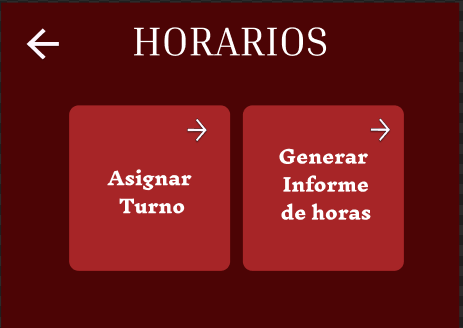 HORARIOS
Asignar
Turno
Generar
Informe
de horas